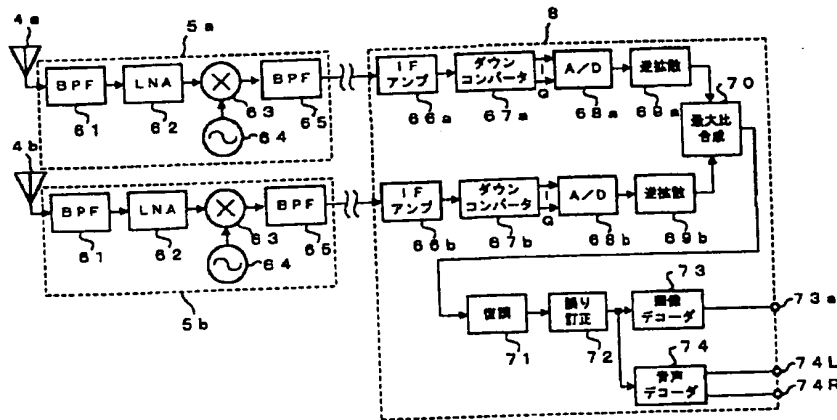 4a
5a
8
BPF
LNA
BPF
IF
アンプ
ダウン
コンバータ
I
Q
A/D
逆拡散
70
61
62
63
64
65
66a
67a
68a
69a
最大比
合成
4b
BPF
LNA
BPF
IF
アンプ
ダウン
コンバータ
I
Q
A/D
逆拡散
61
62
63
64
65
66b
67b
68b
69b
5b
73
復調
誤り
訂正
画像
デコーダ
73a
71
72
74
音声
デコーダ
74L
74R